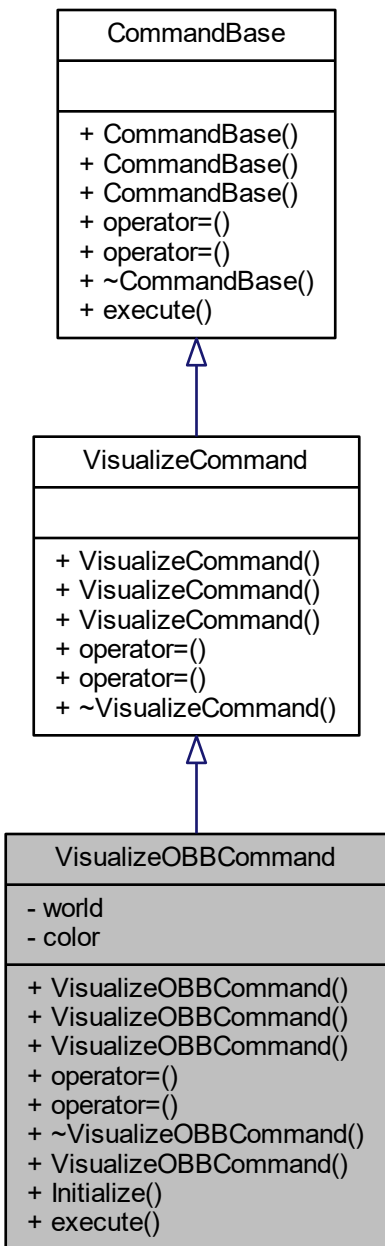 CommandBase
+ CommandBase()
+ CommandBase()
+ CommandBase()
+ operator=()
+ operator=()
+ ~CommandBase()
+ execute()
VisualizeCommand
+ VisualizeCommand()
+ VisualizeCommand()
+ VisualizeCommand()
+ operator=()
+ operator=()
+ ~VisualizeCommand()
VisualizeOBBCommand
- world
- color
+ VisualizeOBBCommand()
+ VisualizeOBBCommand()
+ VisualizeOBBCommand()
+ operator=()
+ operator=()
+ ~VisualizeOBBCommand()
+ VisualizeOBBCommand()
+ Initialize()
+ execute()